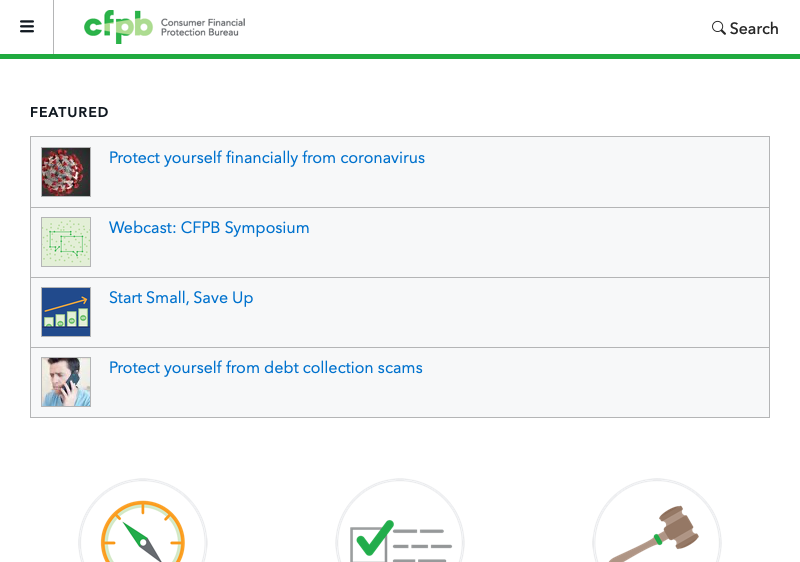 cfpb Consumer Financial
Protection Bureau
Search
FEATURED
Protect yourself financially from coronavirus
Webcast: CFPB Symposium
Start Small, Save Up
Protect yourself from debt collection scams